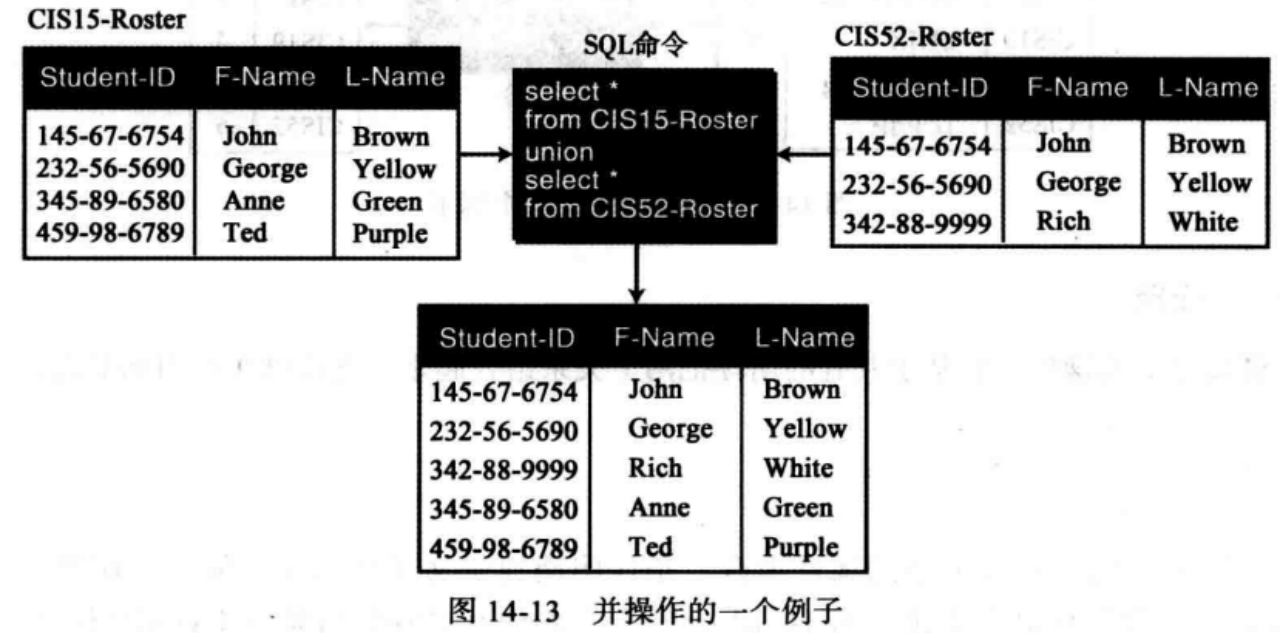 CIS15-Roster
Student-ID F-Name L-Name
145-67-6754 John Brown
232-56-5690 George Yellow
345-89-6580 Anne Green
459-98-6789 Ted Purple
SQL命令
select *
from CIS15-Roster
union
select *
from CIS52-Roster
CIS52-Roster
Student-ID F-Name L-Name
145-67-6754 John Brown
232-56-5690 George Yellow
342-88-9999 Rich White
Student-ID F-Name L-Name
145-67-6754 John Brown
232-56-5690 George Yellow
342-88-9999 Rich White
345-89-6580 Anne Green
459-98-6789 Ted Purple
图 14-13 并操作的一个例子